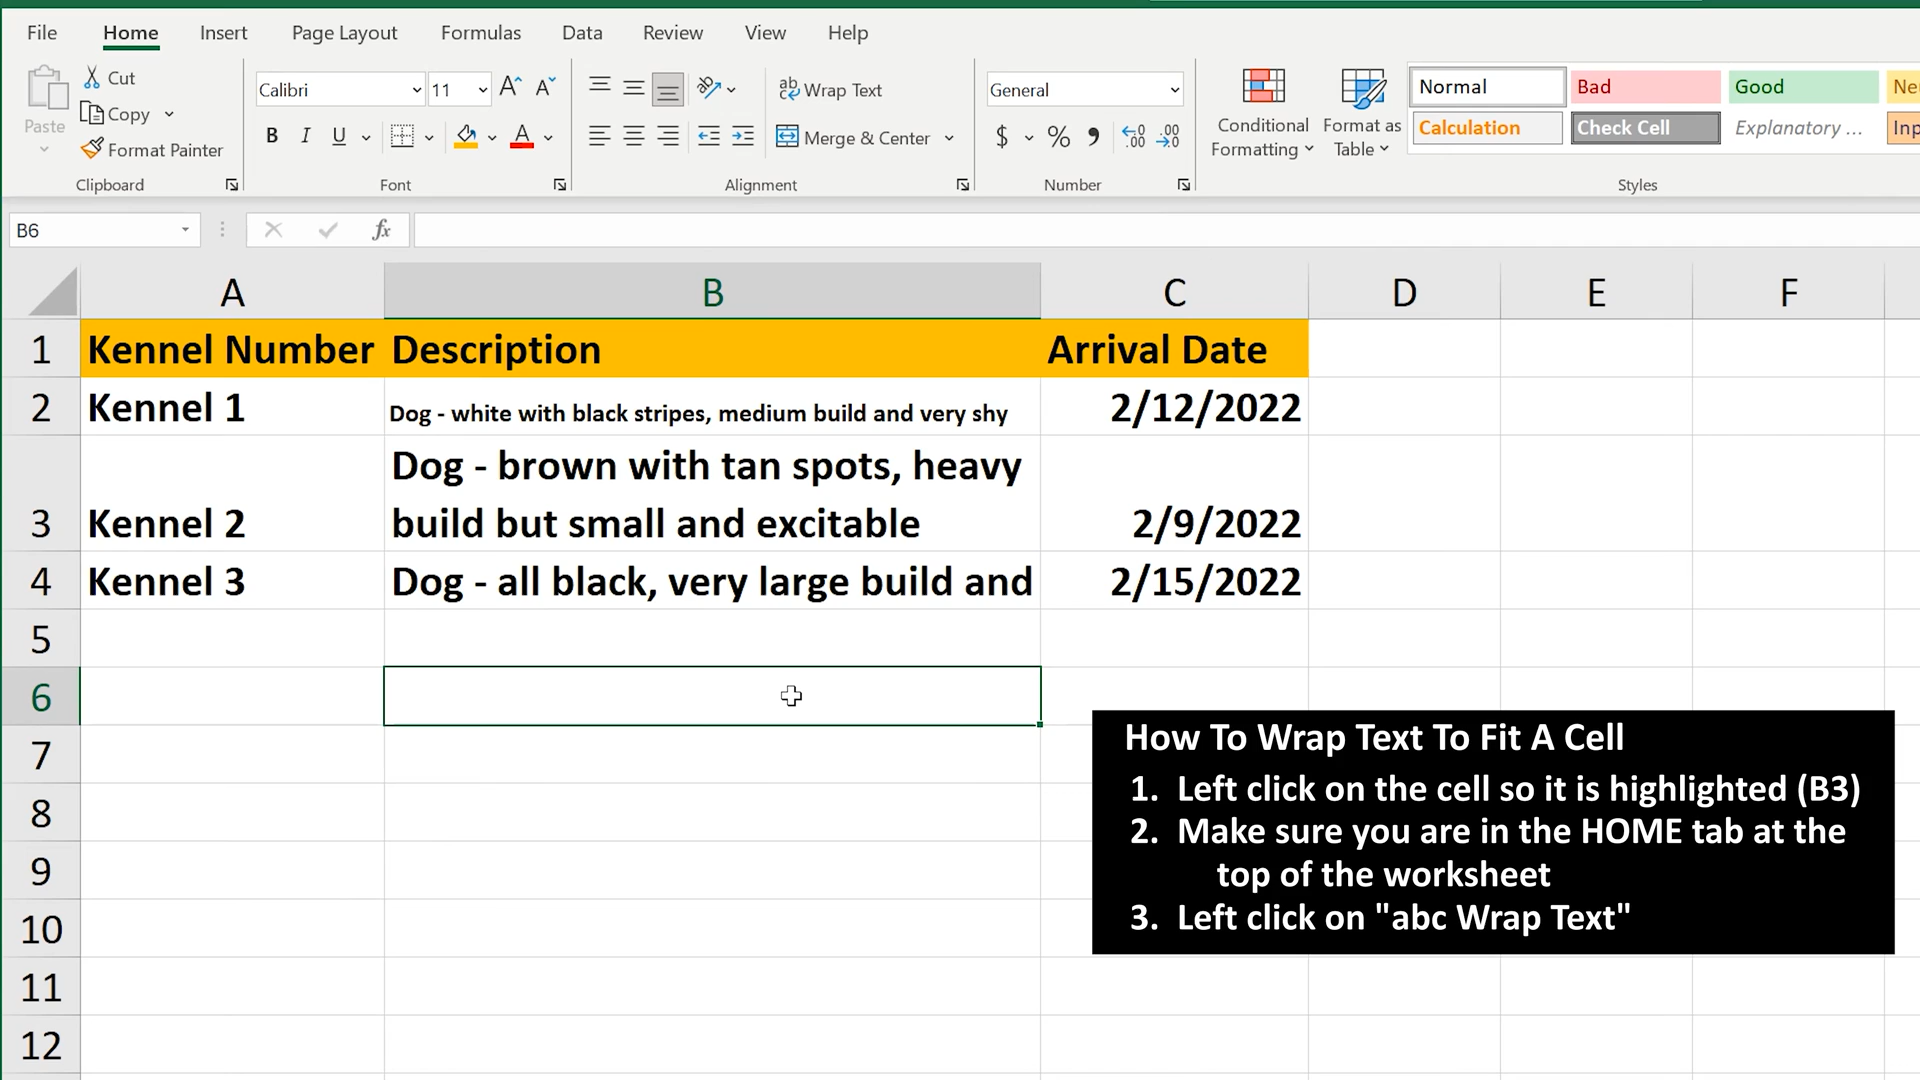 File Home Insert Page Layout Formulas Data Review View Help
Paste Cut
Copy
Format Painter
Clipboard
Calibri 11
B I U
Font
Wrap Text
Merge & Center
Alignment
General
$ % 9
Number
Conditional Formatting
Format as Table
Normal Bad Good
Calculation Check Cell Explanatory ...
Styles
B6 fx
A B C D E F
1 Kennel Number Description Arrival Date
2 Kennel 1 Dog - white with black stripes, medium build and very shy 2/12/2022
Dog - brown with tan spots, heavy
3 Kennel 2 build but small and excitable 2/9/2022
4 Kennel 3 Dog - all black, very large build and 2/15/2022
5
6
7
8
9
10
11
12
How To Wrap Text To Fit A Cell
1. Left click on the cell so it is highlighted (B3)
2. Make sure you are in the HOME tab at the
top of the worksheet
3. Left click on "abc Wrap Text"